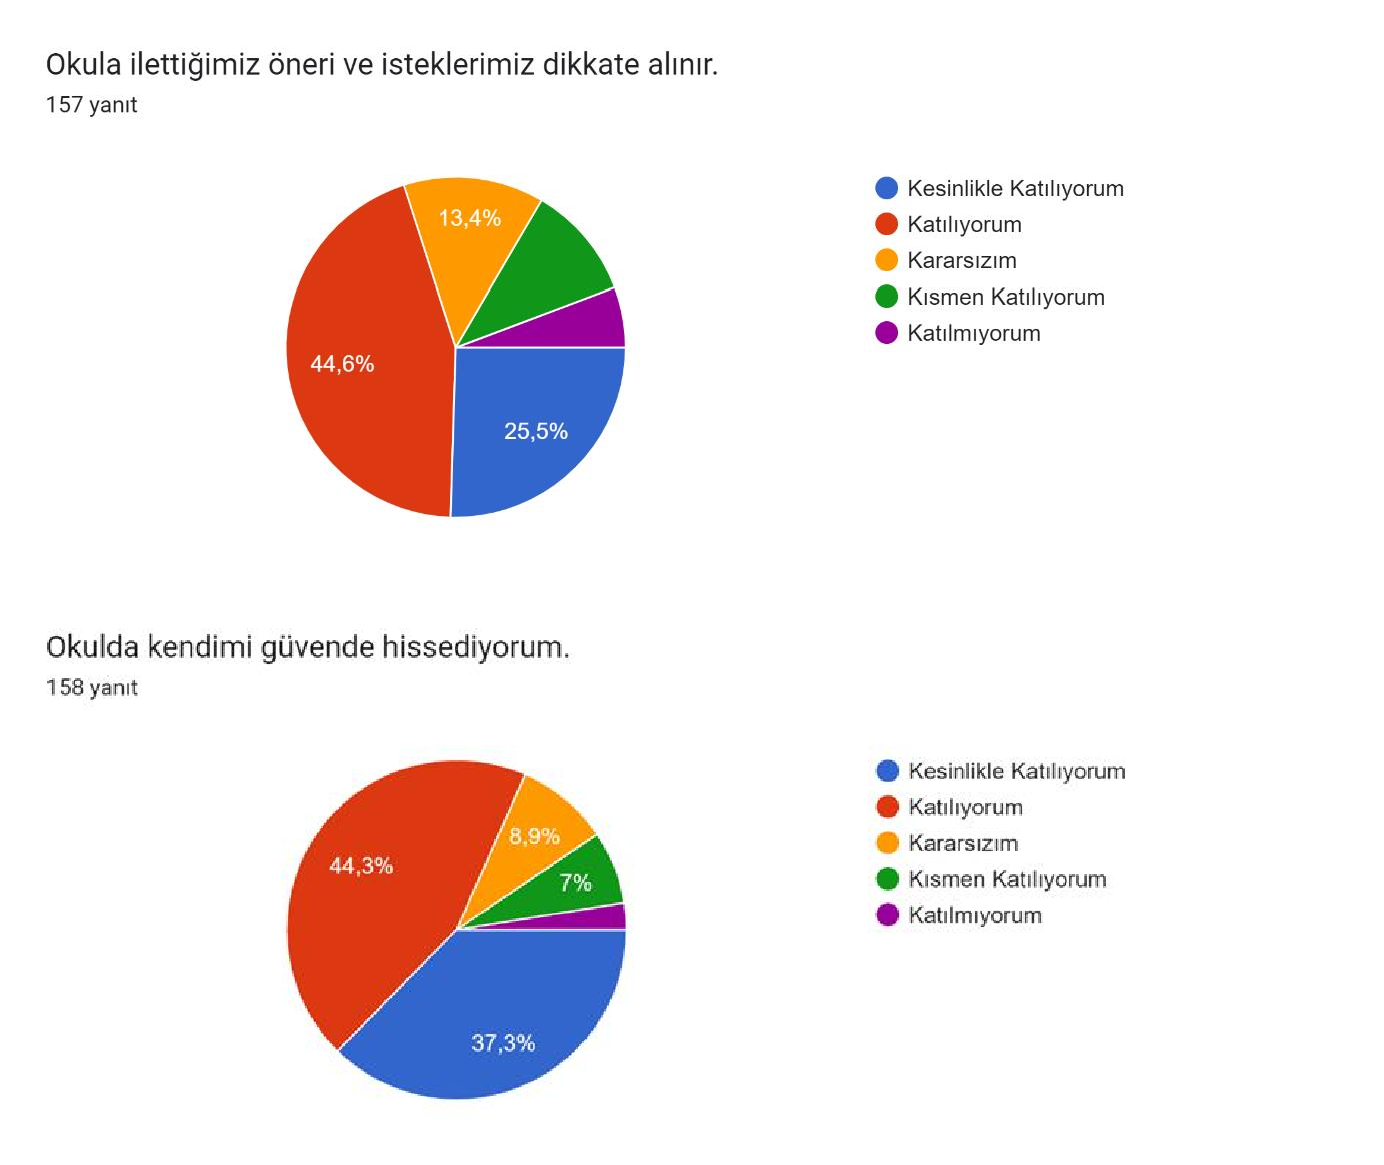 Okula ilettiğimiz öneri ve isteklerimiz dikkate alınır.
157 yanıt
13,4%
44,6%
25,5%
Kesinlikle Katılıyorum
Katılıyorum
Kararsızım
Kısmen Katılıyorum
Katılmıyorum
Okulda kendimi güvende hissediyorum.
158 yanıt
8,9%
44,3%
7%
37,3%
Kesinlikle Katılıyorum
Katılıyorum
Kararsızım
Kısmen Katılıyorum
Katılmıyorum